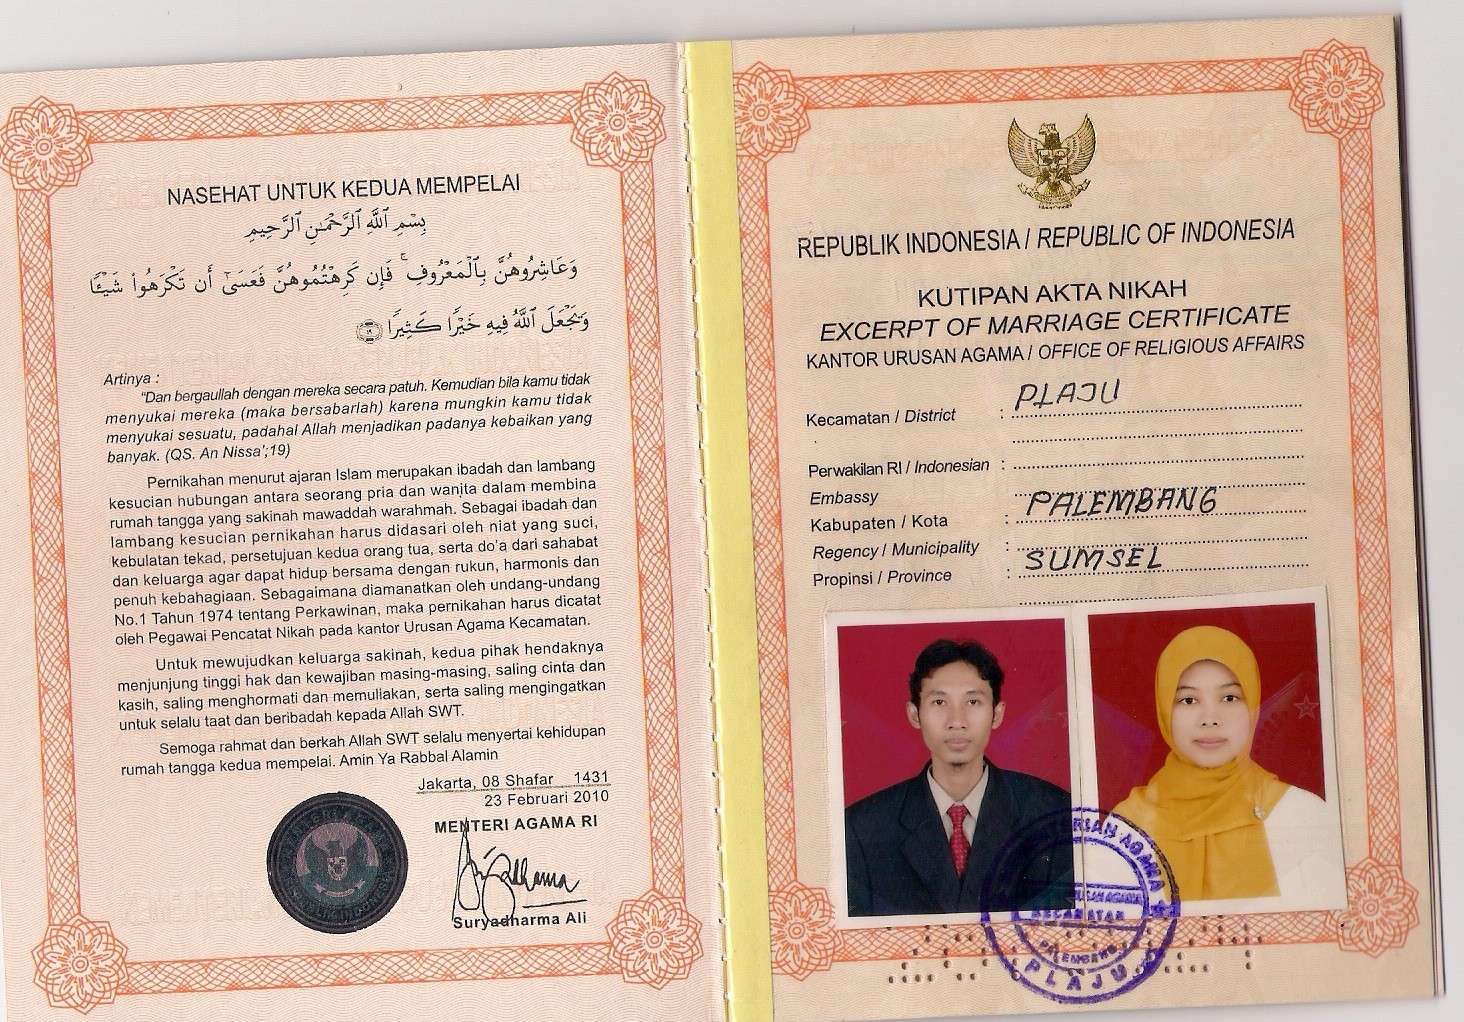 NASEHAT UNTUK KEDUA MEMPELAI
بِسْمِ ٱللَّهِ ٱلرَّحْمَٰنِ ٱلرَّحِيمِ
وَعَاشِرُوهُنَّ بِٱلْمَعْرُوفِ ۚ فَإِن كَرِهْتُمُوهُنَّ فَعَسَىٰٓ أَن تَكْرَهُوا۟ شَيْـًٔا
وَيَجْعَلَ ٱللَّهُ فِيهِ خَيْرًا كَثِيرًا ١٩
Artinya :
“Dan bergaullah dengan mereka secara patuh. Kemudian bila kamu tidak
menyukai mereka (maka bersabarlah) karena mungkin kamu tidak
menyukai sesuatu, padahal Allah menjadikan padanya kebaikan yang
banyak. (QS. An Nissa’;19)
Pernikahan menurut ajaran Islam merupakan ibadah dan lambang
kesucian hubungan antara seorang pria dan wanita dalam membina
rumah tangga yang sakinah mawaddah warahmah. Sebagai ibadah dan
lambang kesucian pernikahan harus didasari oleh niat yang suci,
kebulatan tekad, persetujuan kedua orang tua, serta do’a dari sahabat
dan keluarga agar dapat hidup bersama dengan rukun, harmonis dan
penuh kebahagiaan. Sebagaimana diamanatkan oleh undang-undang
No.1 Tahun 1974 tentang Perkawinan, maka pernikahan harus dicatat
oleh Pegawai Pencatat Nikah pada kantor Urusan Agama Kecamatan.
Untuk mewujudkan keluarga sakinah, kedua pihak hendaknya
menjunjung tinggi hak dan kewajiban masing-masing, saling cinta dan
kasih, saling menghormati dan memuliakan, serta saling mengingatkan
untuk selalu taat dan beribadah kepada Allah SWT.
Semoga rahmat dan berkah Allah SWT selalu menyertai kehidupan
rumah tangga kedua mempelai. Amin Ya Rabbal Alamin
Jakarta, 08 Shafar 1431
23 Februari 2010
MENTERI AGAMA RI
Suryadharma Ali
REPUBLIK INDONESIA / REPUBLIC OF INDONESIA
KUTIPAN AKTA NIKAH
EXCERPT OF MARRIAGE CERTIFICATE
KANTOR URUSAN AGAMA / OFFICE OF RELIGIOUS AFFAIRS
Kecamatan / District : PLAJU
Perwakilan RI / Indonesian :
Embassy
Kabupaten / Kota : PALEMBANG
Regency / Municipality
Propinsi / Province : SUMSEL
AGAMA
KECAMATAN
PALEMBANG
PLAJU